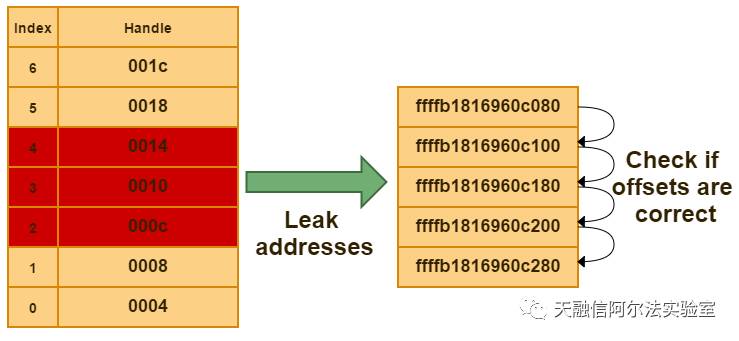 Index Handle
6 001c
5 0018
4 0014
3 0010
2 000c
1 0008
0 0004
Leak
addresses
ffffb1816960c080
ffffb1816960c100
ffffb1816960c180
ffffb1816960c200
ffffb1816960c280
Check if
offsets are
correct
天融信阿尔法实验室